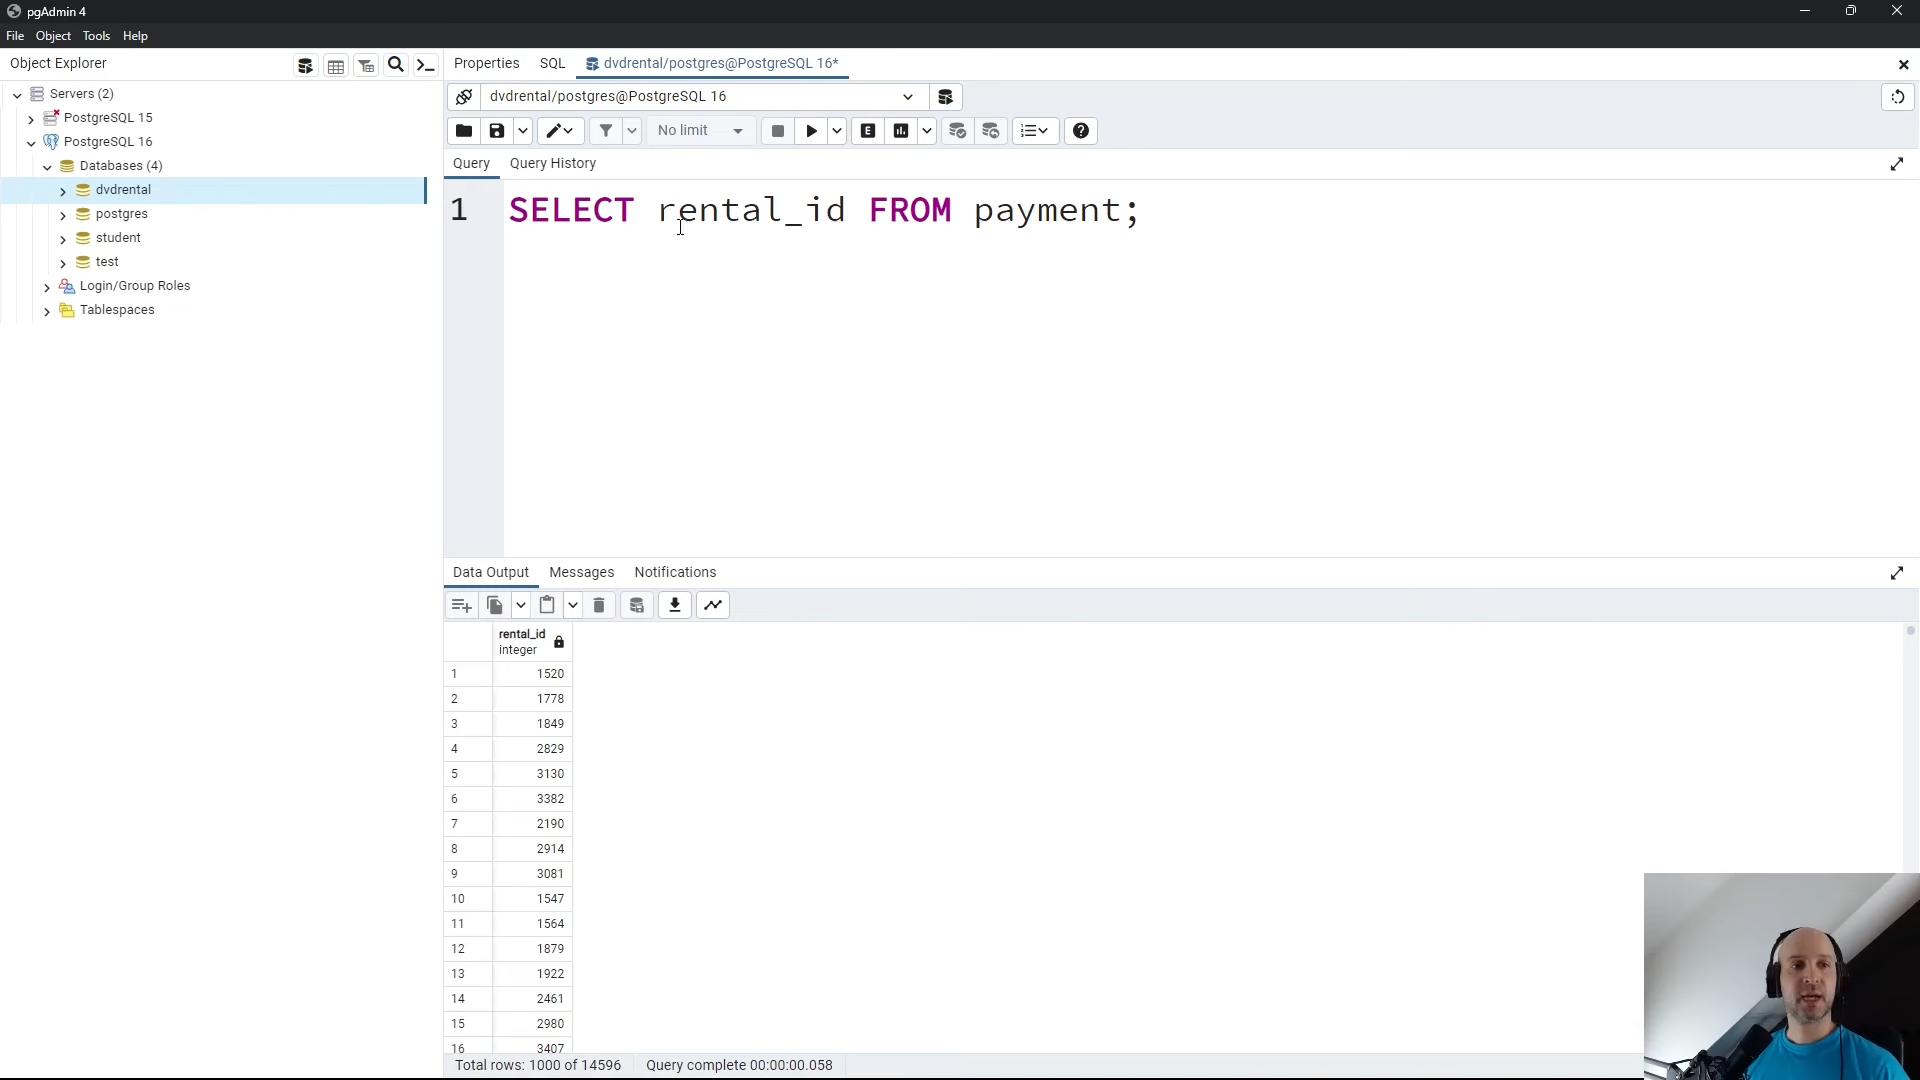 pgAdmin 4
File Object Tools Help
Object Explorer
Properties SQL dvdrental/postgres@PostgreSQL 16*
Servers (2)
PostgreSQL 15
PostgreSQL 16
Databases (4)
dvdrental
postgres
student
test
Login/Group Roles
Tablespaces
dvdrental/postgres@PostgreSQL 16
No limit
E
Query Query History
1 SELECT rental_id FROM payment;
Data Output Messages Notifications
rental_id
integer
1 1520
2 1778
3 1849
4 2829
5 3130
6 3382
7 2190
8 2914
9 3081
10 1547
11 1564
12 1879
13 1922
14 2461
15 2980
16 3407
Total rows: 1000 of 14596 Query complete 00:00:00.058